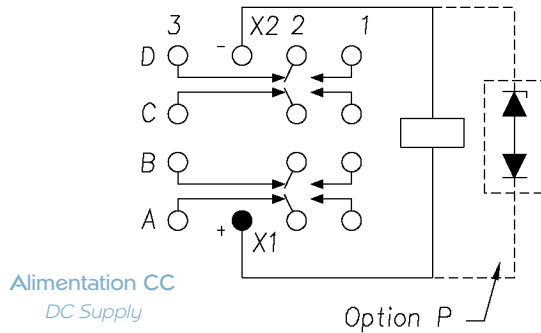 3 X2 2 1
D -
C
B
A
+ X1
Alimentation CC
DC Supply
Option P